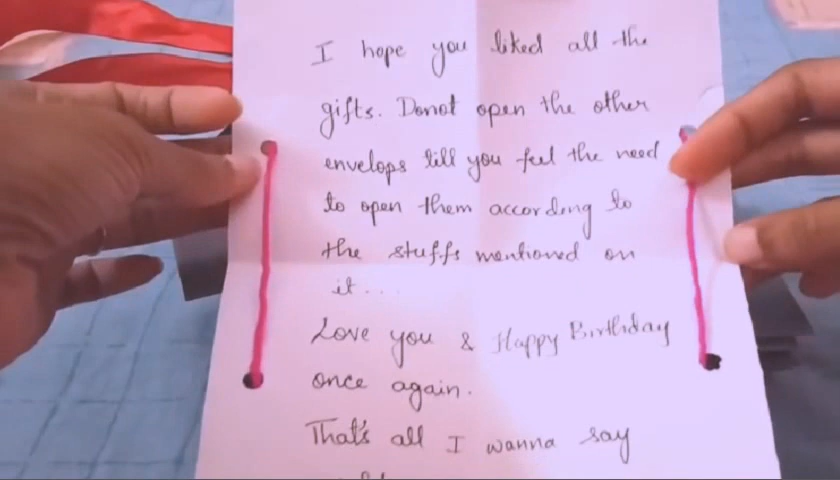 I hope you liked all the
gifts. Donot open the other
envelops till you feel the need
to open them according to
the stuffs mentioned on
it....
Love you & Happy Birthday
once again.
That's all I wanna say